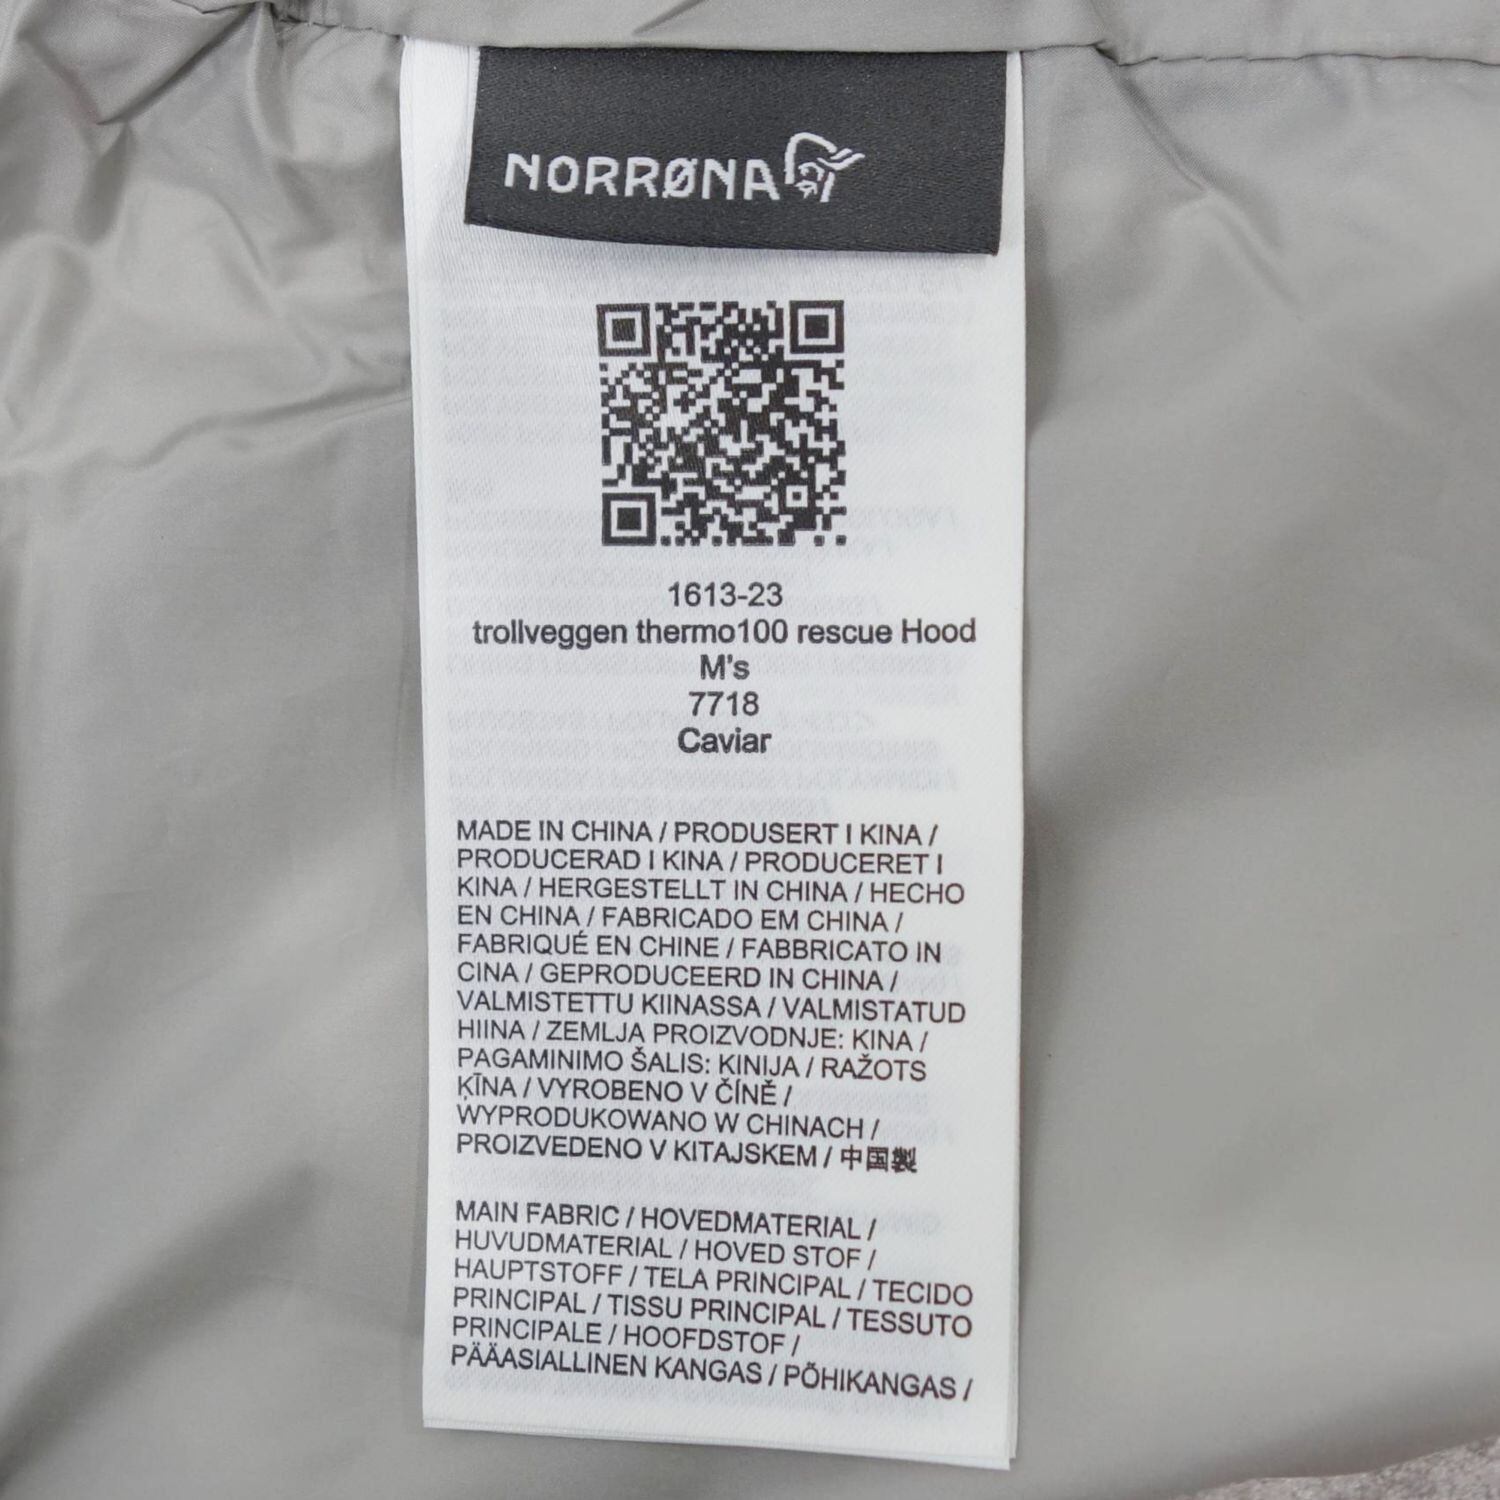 NORRØNA
1613-23
trollveggen thermo100 rescue Hood
M's
7718
Caviar
MADE IN CHINA / PRODUSERT I KINA /
PRODUCERAD I KINA / PRODUCERET I
KINA / HERGESTELLT IN CHINA / HECHO
EN CHINA / FABRICADO EM CHINA /
FABRIQUÉ EN CHINE / FABBRICATO IN
CINA / GEPRODUCEERD IN CHINA /
VALMISTETTU KIINASSA / VALMISTATUD
HIINA / ZEMLJA PROIZVODNJE: KINA /
PAGAMINIMO ŠALIS: KINIJA / RAŽOTS
ĶĪNA / VYROBENO V ČÍNĚ /
WYPRODUKOWANO W CHINACH /
PROIZVEDENO V KITAJSKEM / 中国製
MAIN FABRIC / HOVEDMATERIAL /
HUVUDMATERIAL / HOVED STOF /
HAUPTSTOFF / TELA PRINCIPAL / TECIDO
PRINCIPAL / TISSU PRINCIPAL / TESSUTO
PRINCIPALE / HOOFDSTOF /
PÄÄASIALLINEN KANGAS / PÕHIKANGAS /